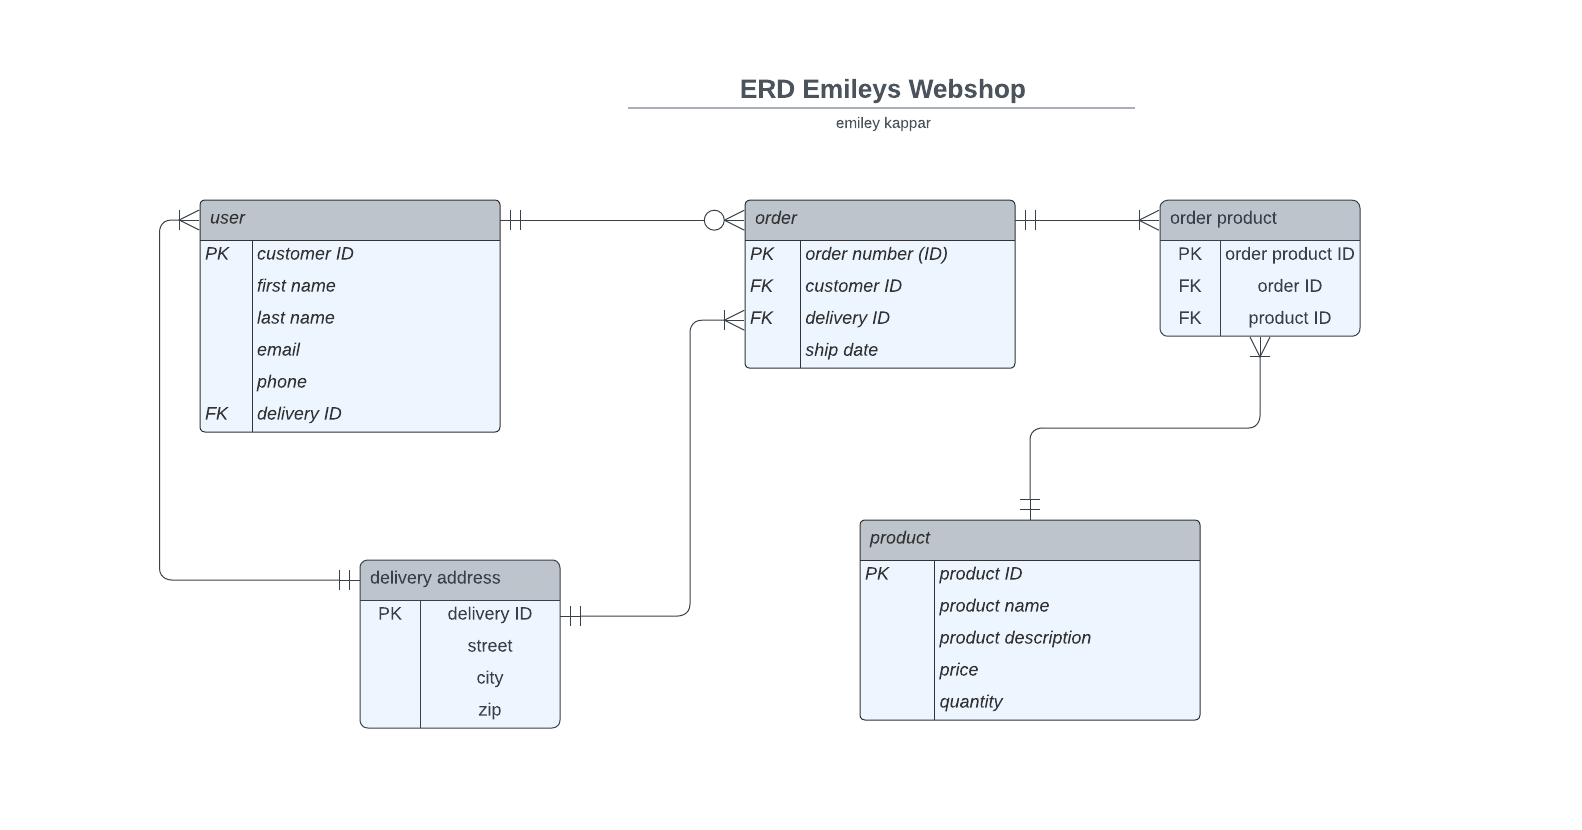 ERD Emileys Webshop
emiley kappar
user
PK customer ID
first name
last name
email
phone
FK delivery ID
order
PK order number (ID)
FK customer ID
FK delivery ID
ship date
order product
PK order product ID
FK order ID
FK product ID
delivery address
PK delivery ID
street
city
zip
product
PK product ID
product name
product description
price
quantity